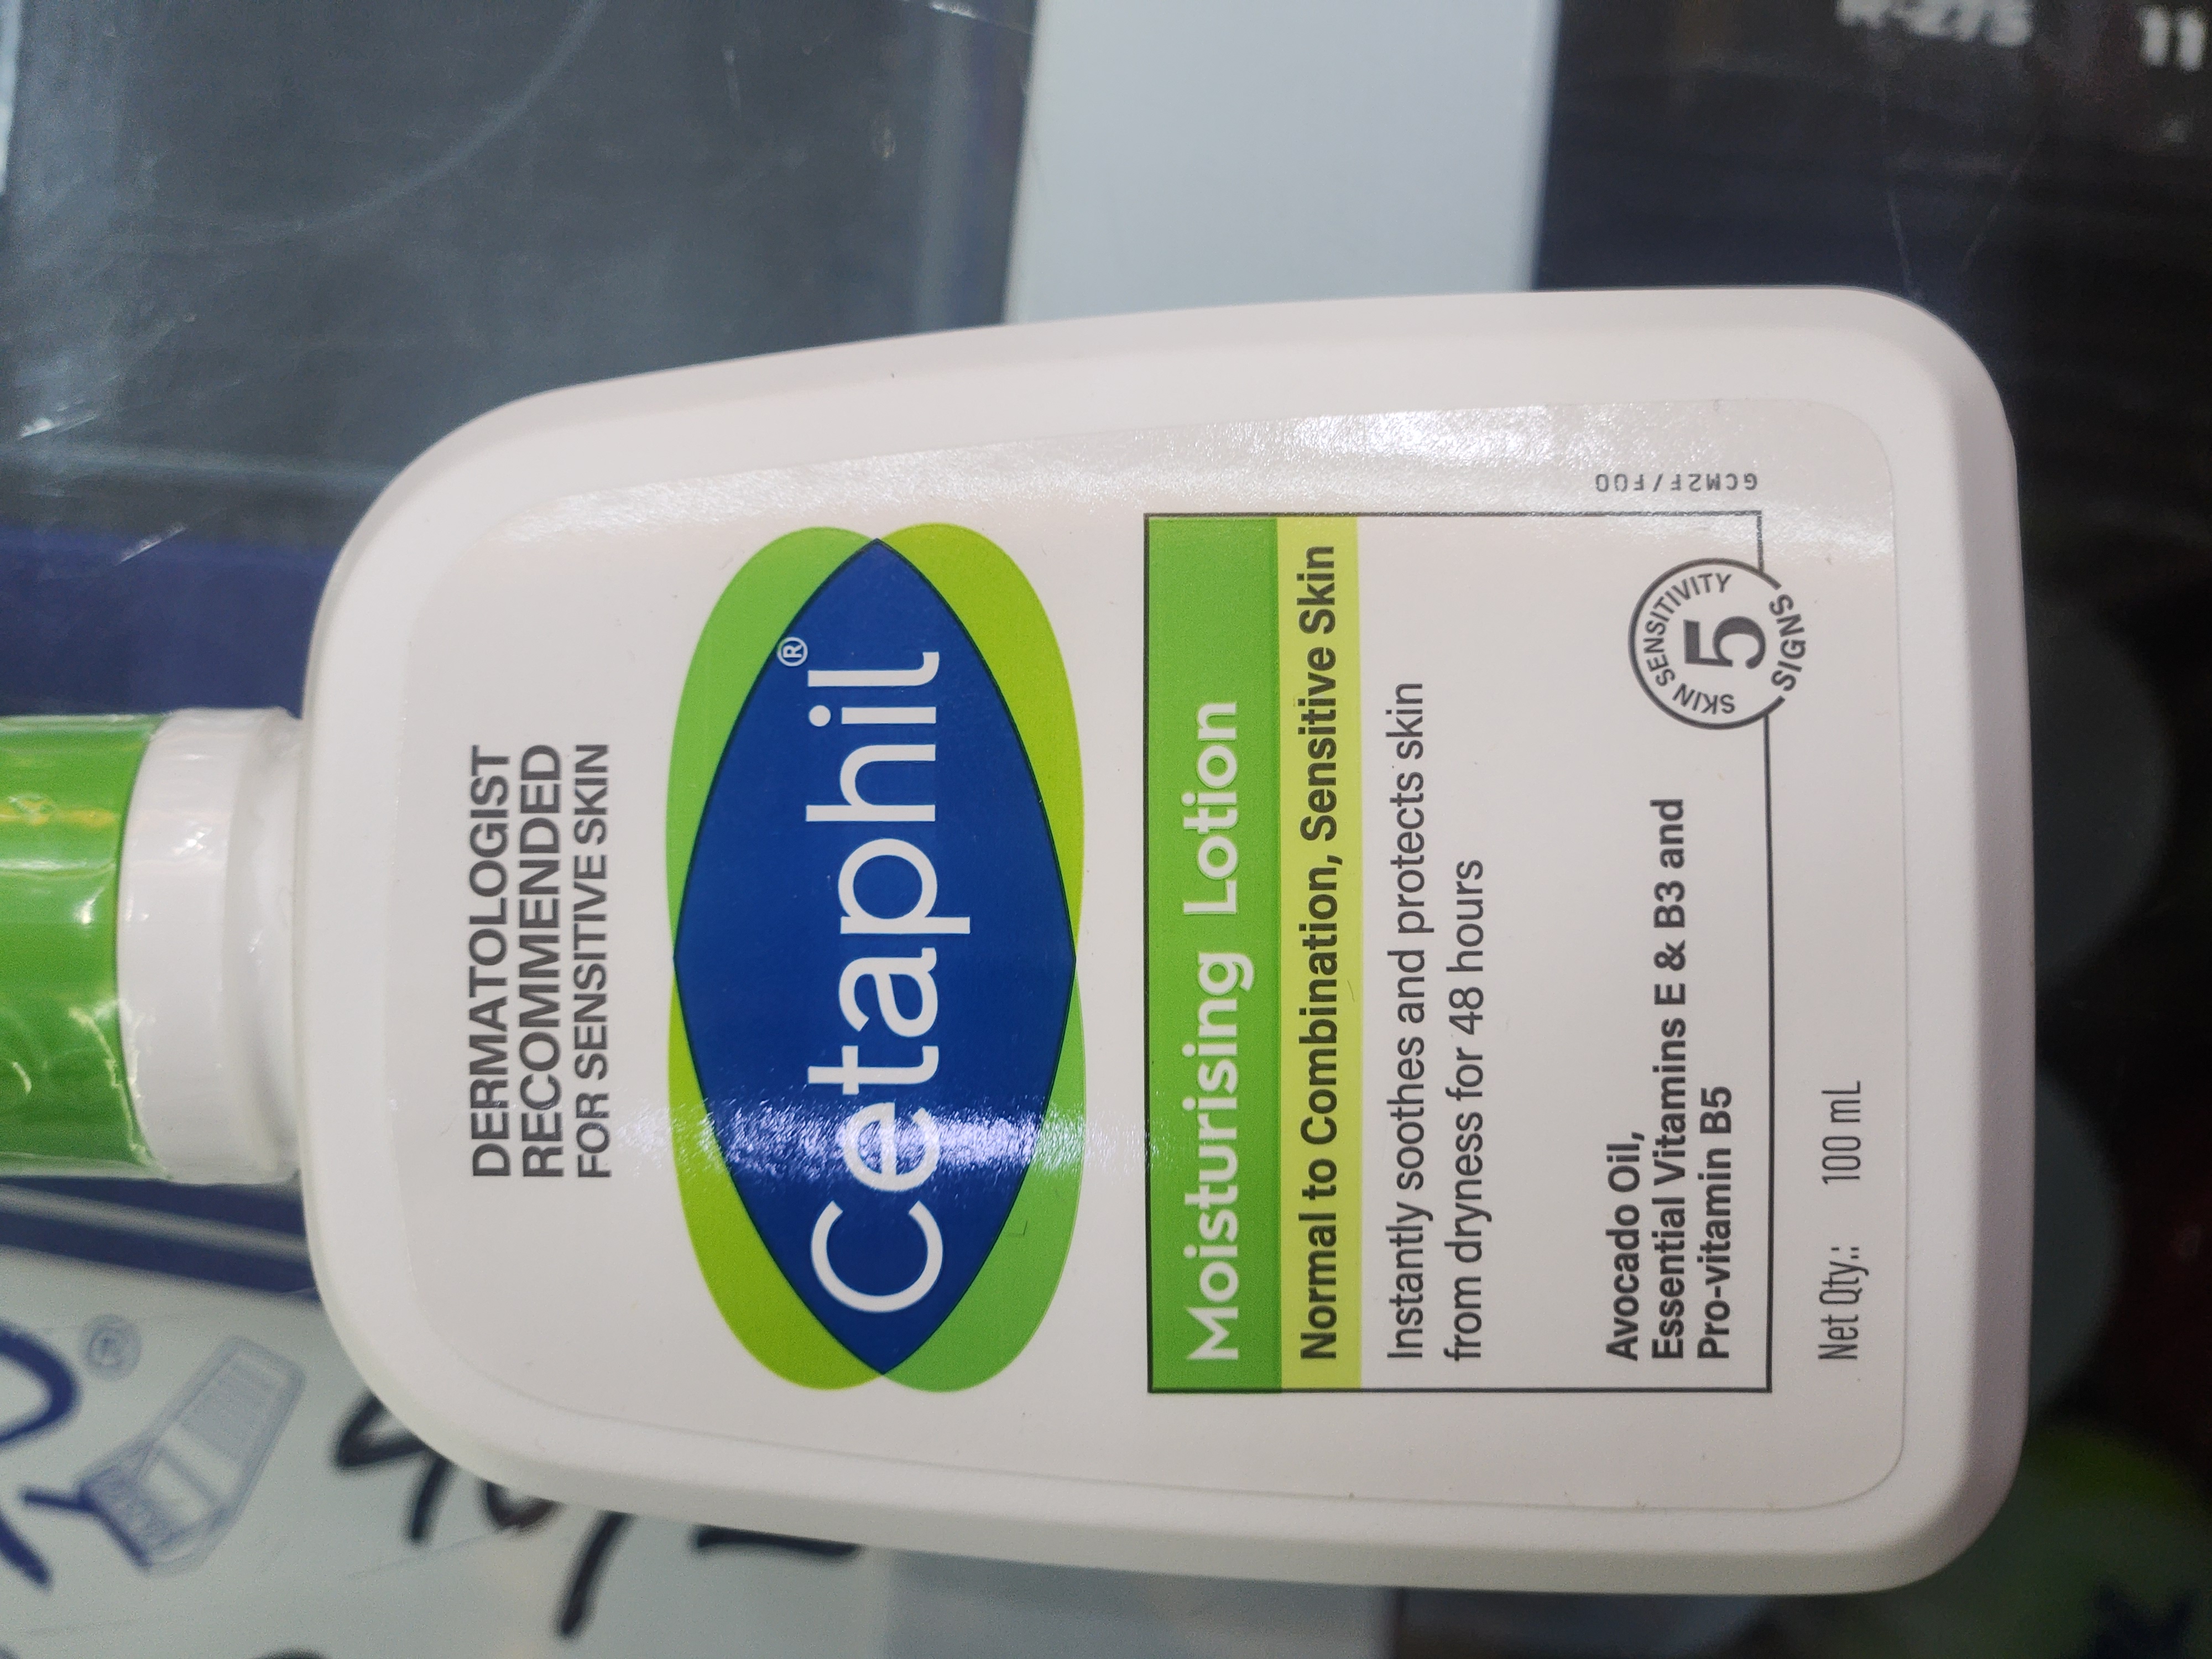 DERMATOLOGIST
RECOMMENDED
FOR SENSITIVE SKIN
Cetaphil®
Moisturising Lotion
Normal to Combination, Sensitive Skin
Instantly soothes and protects skin
from dryness for 48 hours
Avocado Oil,
Essential Vitamins E & B3 and
Pro-vitamin B5
SKIN SENSITIVITY
5
SIGNS
Net Qty.: 100 mL
GCM2F/F00
R-275
11